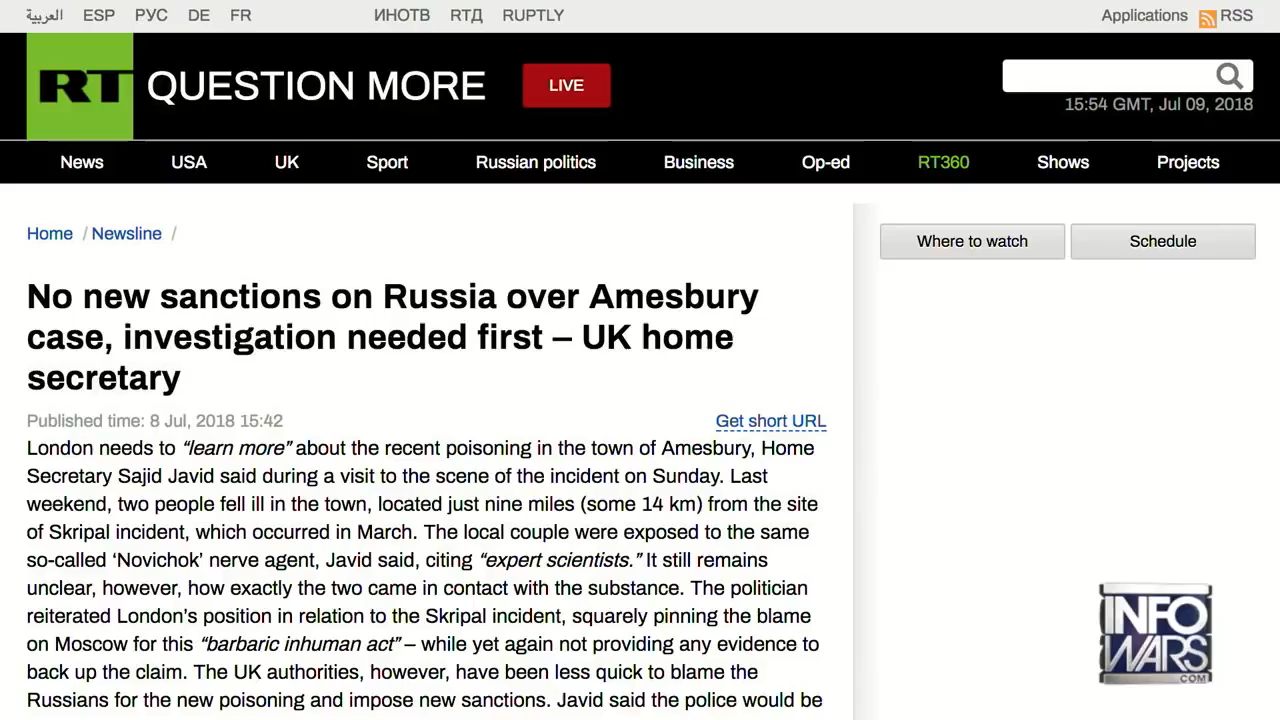 العربية ESP РУС DE FR ИНОТВ РТД RUPTLY Applications RSS
RT QUESTION MORE LIVE
15:54 GMT, Jul 09, 2018
News USA UK Sport Russian politics Business Op-ed RT360 Shows Projects
Home / Newsline /
Where to watch Schedule
No new sanctions on Russia over Amesbury
case, investigation needed first – UK home
secretary
Published time: 8 Jul, 2018 15:42 Get short URL
London needs to “learn more” about the recent poisoning in the town of Amesbury, Home
Secretary Sajid Javid said during a visit to the scene of the incident on Sunday. Last
weekend, two people fell ill in the town, located just nine miles (some 14 km) from the site
of Skripal incident, which occurred in March. The local couple were exposed to the same
so-called ‘Novichok’ nerve agent, Javid said, citing “expert scientists.” It still remains
unclear, however, how exactly the two came in contact with the substance. The politician
reiterated London’s position in relation to the Skripal incident, squarely pinning the blame
on Moscow for this “barbaric inhuman act” – while yet again not providing any evidence to
back up the claim. The UK authorities, however, have been less quick to blame the
Russians for the new poisoning and impose new sanctions. Javid said the police would be
INFO
WARS
.COM